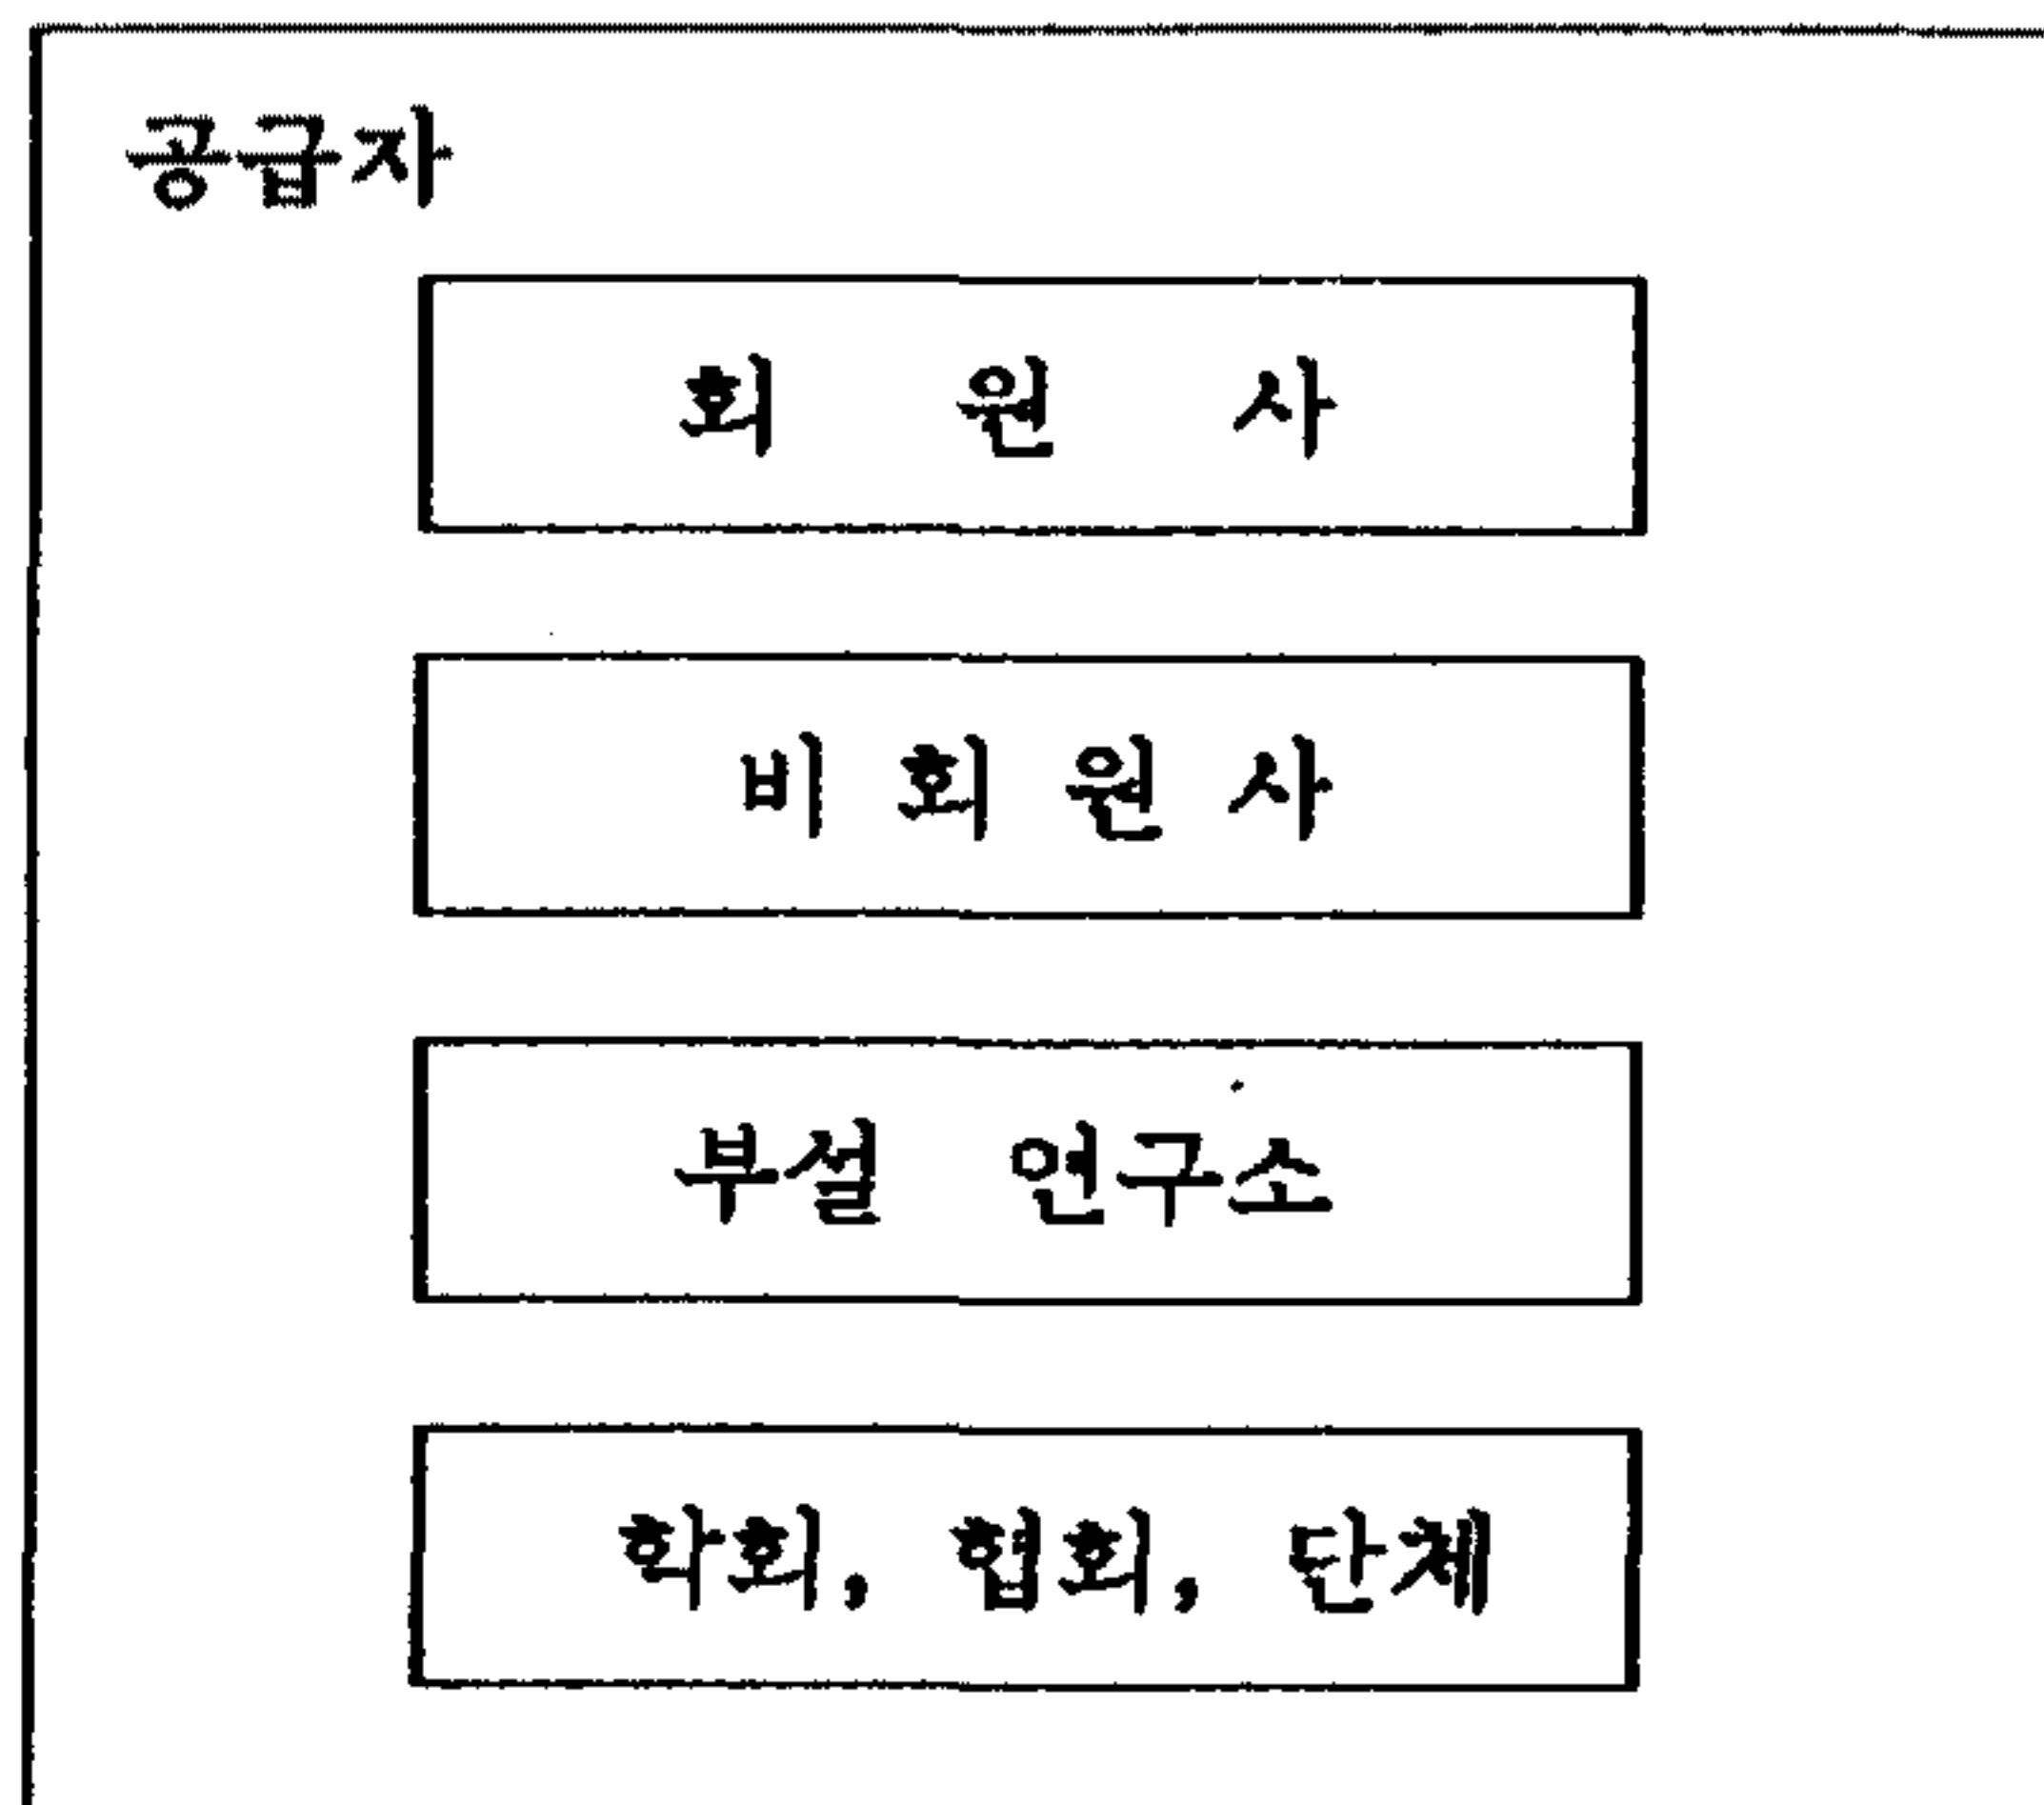 공급자
회 원 사
비 회 원 사
부설 연구소
학회, 협회, 단체